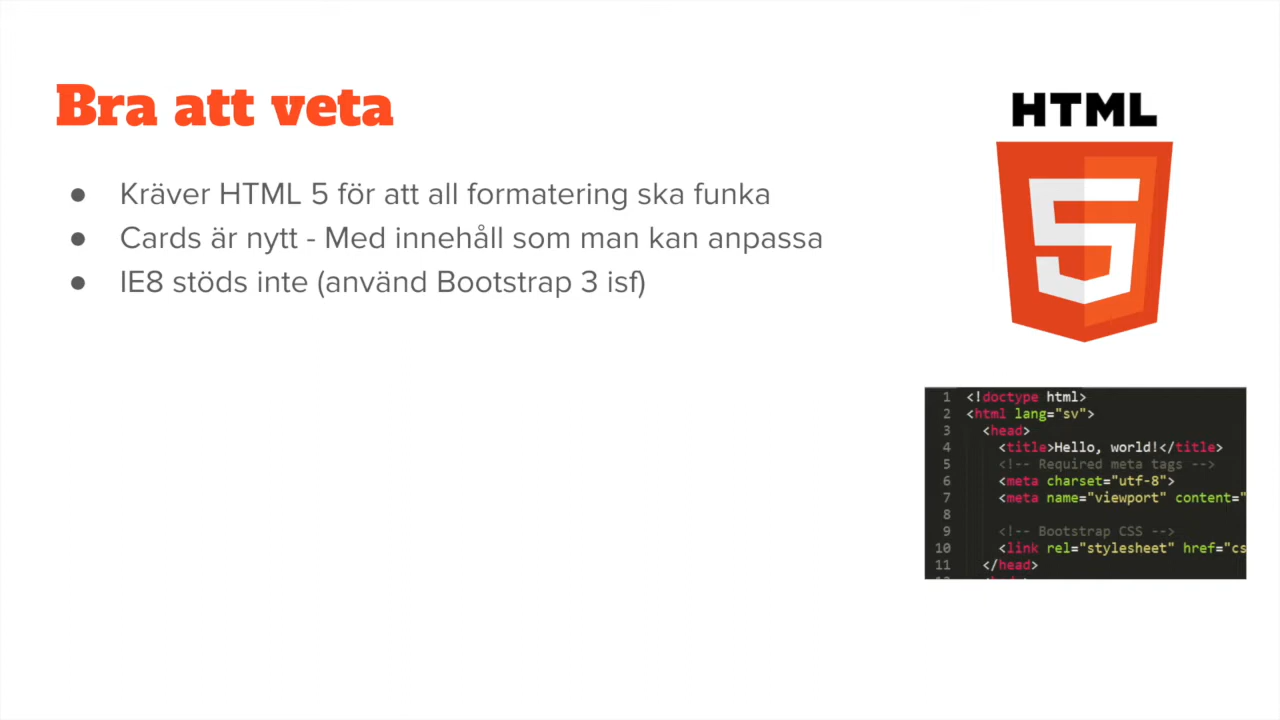 Bra att veta
● Kräver HTML 5 för att all formatering ska funka
● Cards är nytt - Med innehåll som man kan anpassa
● IE8 stöds inte (använd Bootstrap 3 isf)
HTML
5
1 <!doctype html>
2 <html lang="sv">
3 <head>
4 <title>Hello, world!</title>
5 <!-- Required meta tags -->
6 <meta charset="utf-8">
7 <meta name="viewport" content="
8
9 <!-- Bootstrap CSS -->
10 <link rel="stylesheet" href="cs
11 </head>